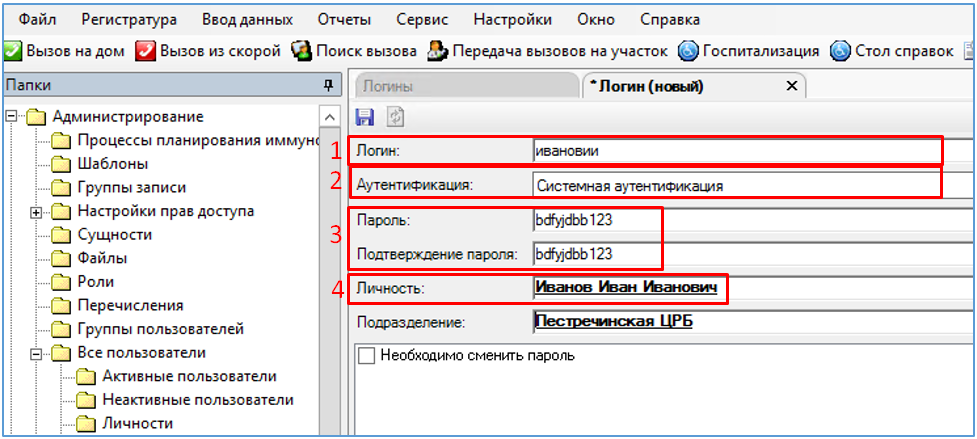 Файл Регистратура Ввод данных Отчеты Сервис Настройки Окно Справка
Вызов на дом Вызов из скорой Поиск вызова Передача вызовов на участок Госпитализация Стол справок
Папки
Логины * Логин (новый)
Администрирование
Процессы планирования иммунс
Шаблоны
Группы записи
Настройки прав доступа
Сущности
Файлы
Роли
Перечисления
Группы пользователей
Все пользователи
Активные пользователи
Неактивные пользователи
Личности
1 Логин: ивановии
2 Аутентификация: Системная аутентификация
3
Пароль: bdfyjdbb123
Подтверждение пароля: bdfyjdbb123
4 Личность: Иванов Иван Иванович
Подразделение: Пестречинская ЦРБ
Необходимо сменить пароль